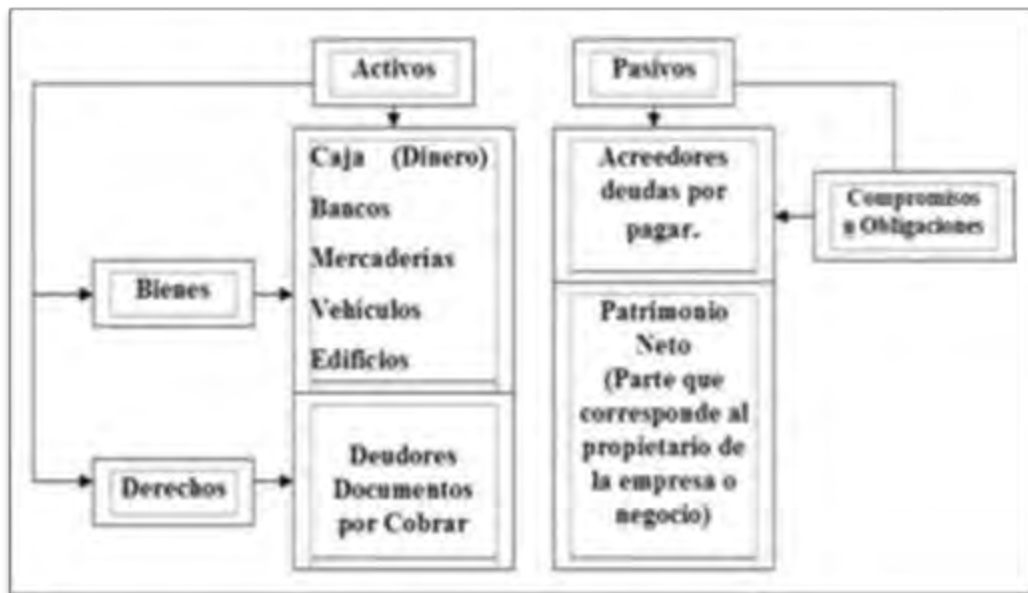 Activos
Pasivos
Caja (Dinero)
Bancos
Mercaderías
Vehículos
Edificios
Bienes
Derechos
Deudores
Documentos
por Cobrar
Acreedores
deudas por
pagar.
Compromisos
u Obligaciones
Patrimonio
Neto
(Parte que
corresponde al
propietario de
la empresa o
negocio)